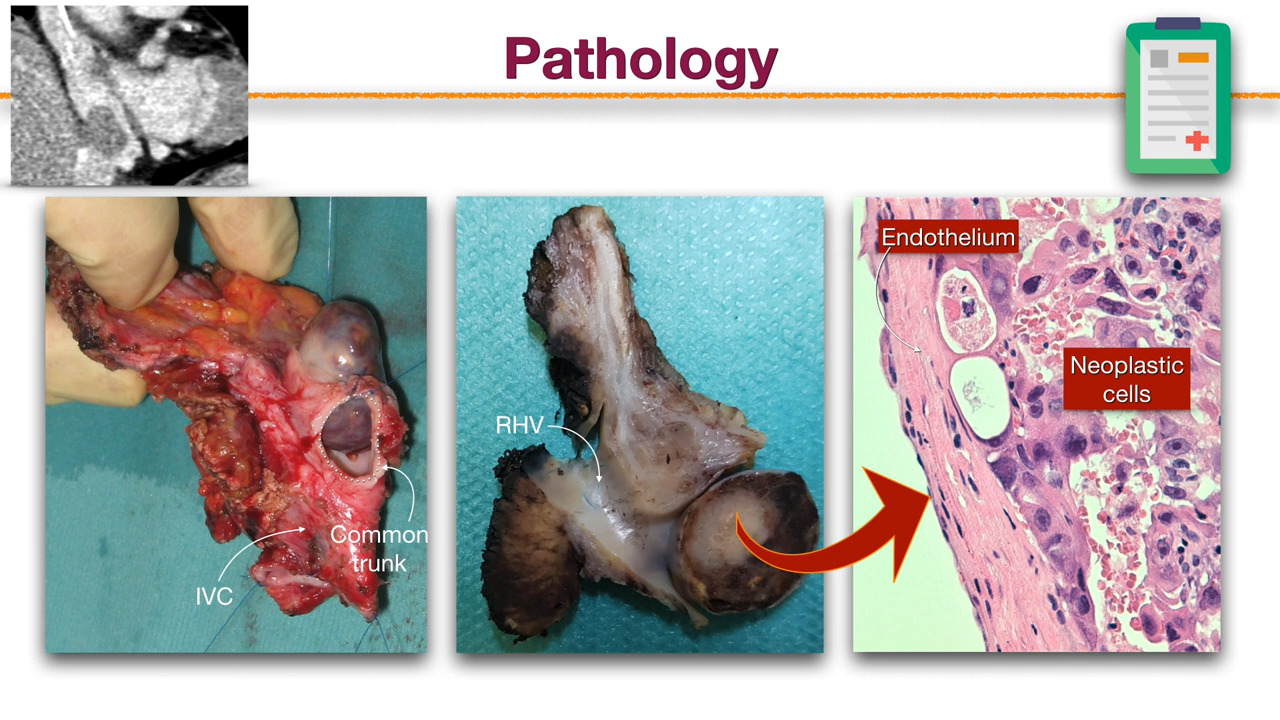 Pathology
Common
trunk
IVC
RHV
Endothelium
Neoplastic
cells